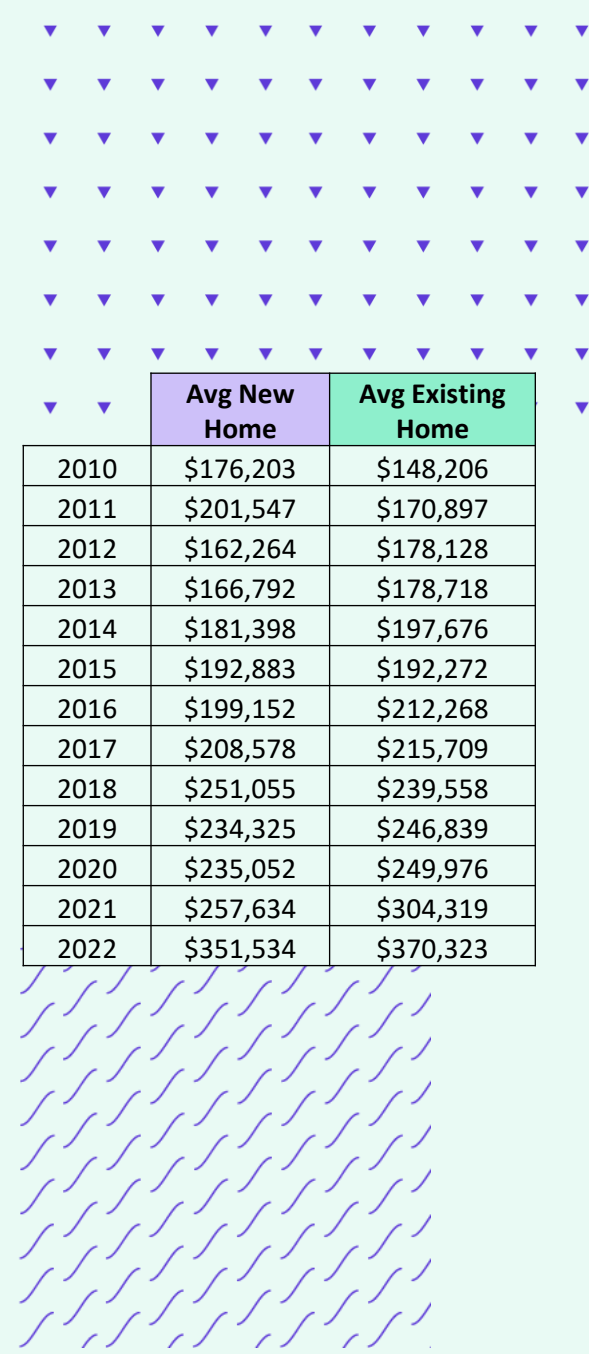 Avg New Avg Existing
Home Home
2010 $176,203 $148,206
2011 $201,547 $170,897
2012 $162,264 $178,128
2013 $166,792 $178,718
2014 $181,398 $197,676
2015 $192,883 $192,272
2016 $199,152 $212,268
2017 $208,578 $215,709
2018 $251,055 $239,558
2019 $234,325 $246,839
2020 $235,052 $249,976
2021 $257,634 $304,319
2022 $351,534 $370,323